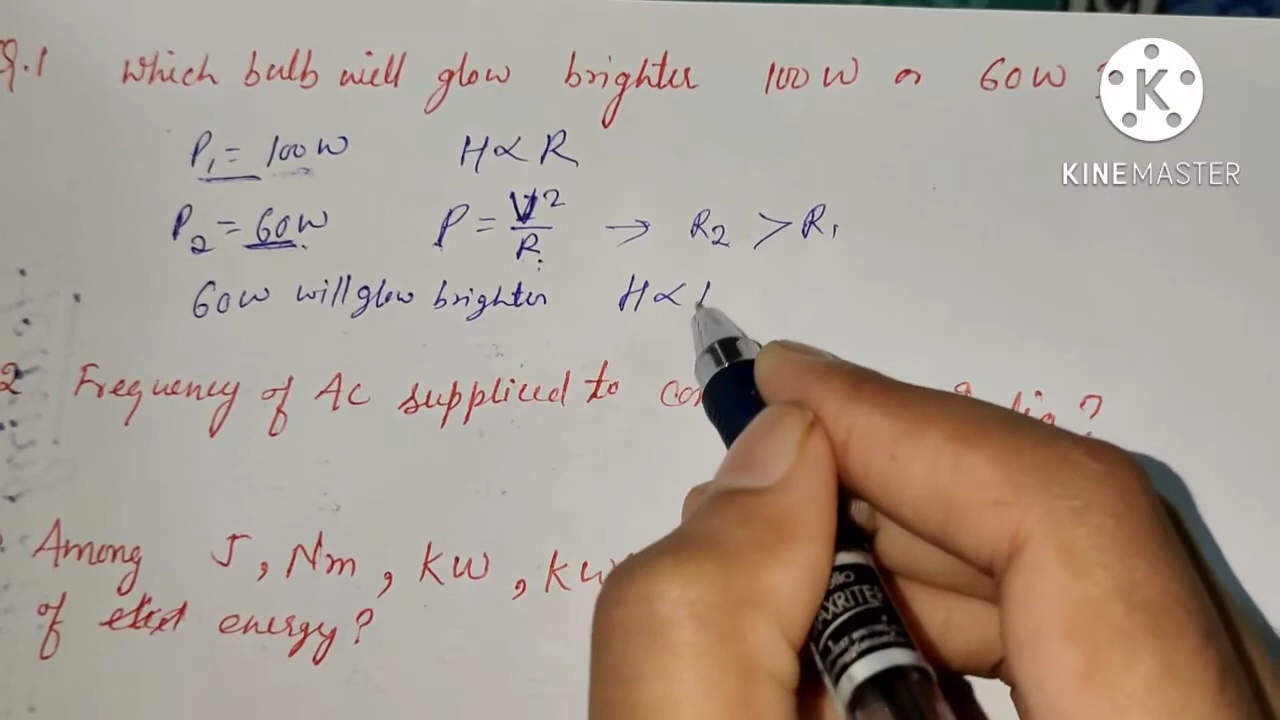 Q.1 Which bulb will glow brighter 100W or 60W ?
P₁ = 100W H∝R
P₂ = 60W P = V²/R → R₂ > R₁
60W will glow brighter H∝
2 Frequency of AC supplied to
Among J, Nm, KW,
of energy?
K
KINEMASTER